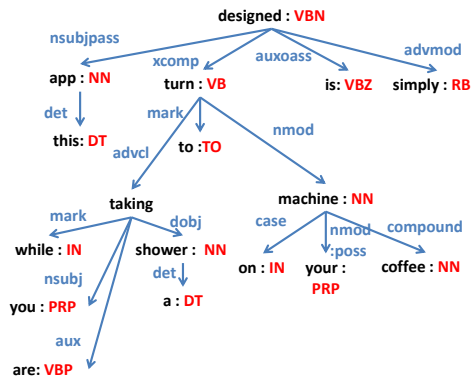 designed : VBN
nsubjpass xcomp auxoass advmod
app : NN turn : VB is: VBZ simply : RB
det mark nmod
this: DT to :TO
advcl
taking machine : NN
mark dobj case nmod :poss compound
while : IN shower : NN on : IN your : PRP coffee : NN
nsubj det
you : PRP a : DT
aux
are: VBP